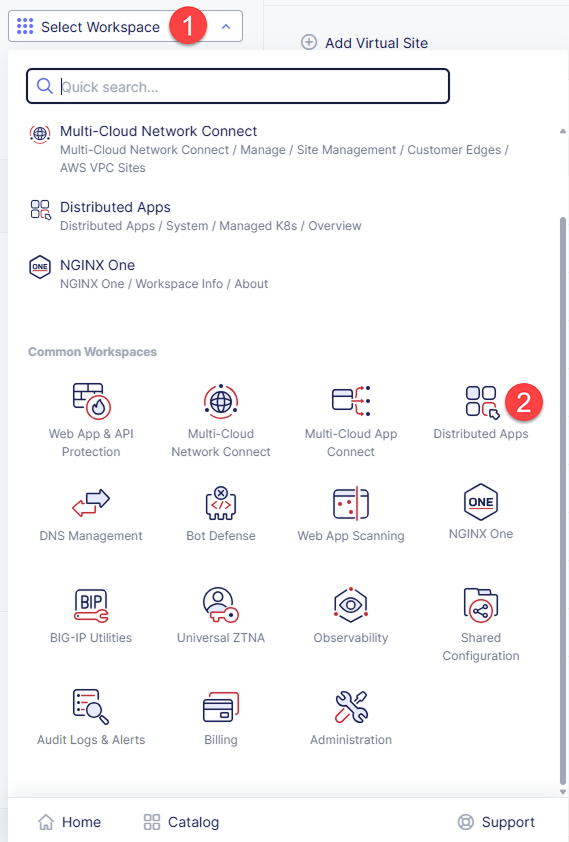 Select Workspace 1
Add Virtual Site
Quick search...
Multi-Cloud Network Connect
Multi-Cloud Network Connect / Manage / Site Management / Customer Edges /
AWS VPC Sites
Distributed Apps
Distributed Apps / System / Managed K8s / Overview
ONE
NGINX One
NGINX One / Workspace Info / About
Common Workspaces
2
Web App & API
Protection
Multi-Cloud
Network Connect
Multi-Cloud App
Connect
Distributed Apps
ONE
DNS Management
Bot Defense
Web App Scanning
NGINX One
BIP
BIG-IP Utilities
Universal ZTNA
Observability
Shared
Configuration
Audit Logs & Alerts
Billing
Administration
Home
Catalog
Support